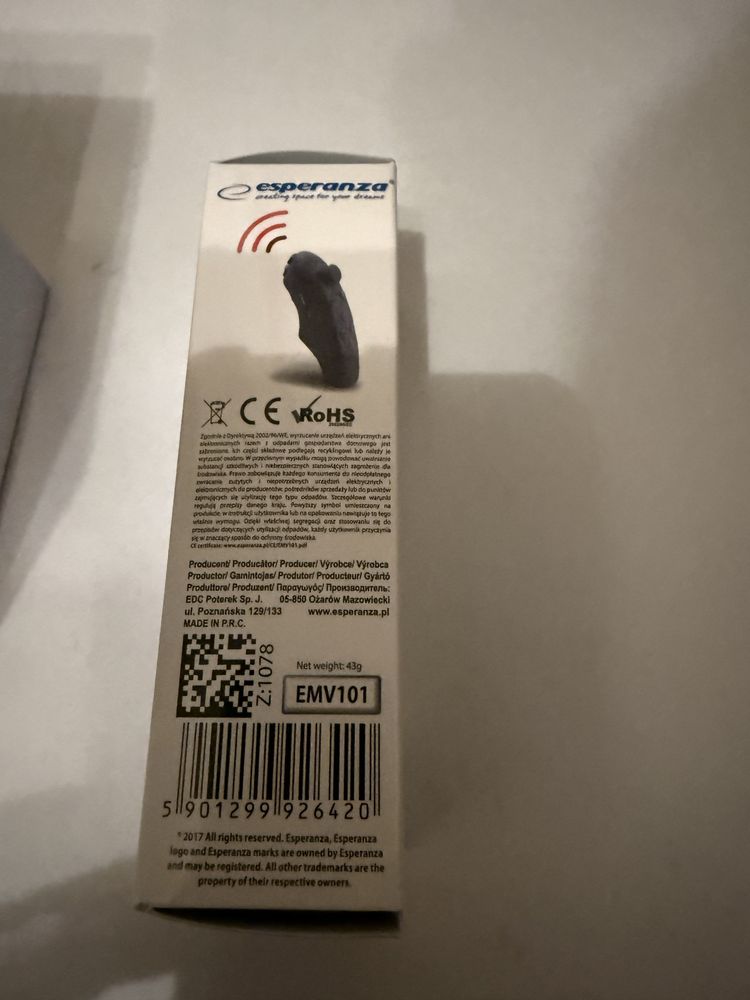 esperanza
creating space for your dreams
CE RoHS
Zgodnie z Dyrektywą 2002/96/WE, wyrzucanie urządzeń elektrycznych ani
elektronicznych razem z odpadami gospodarstwa domowego jest
zabronione. Ich części składowe podlegają recyklingowi lub należy je
wyrzucać osobno. W przeciwnym wypadku mogą powodować uwalnianie
substancji szkodliwych i niebezpiecznych stanowiących zagrożenie dla
środowiska. Prawo zobowiązuje każdego konsumenta do nieodpłatnego
zwracania zużytych i niepotrzebnych urządzeń elektrycznych i
elektronicznych do producentów, pośredników sprzedaży lub do punktów
zajmujących się utylizację tego typu odpadów. Szczegółowe warunki
regulują przepisy danego kraju. Powyższy symbol umieszczony na
produkcie, w instrukcji użytkownika lub na opakowaniu nawiązuje to tego
właśnie wymogu. Dzięki właściwej segregacji oraz stosowaniu się do
przepisów dotyczących utylizacji odpadów, każdy użytkownik przyczynia
się w znaczący sposób do ochrony środowiska.
CE certificate: www.esperanza.pl/CE/EMV101.pdf
Producent/ Producător/ Producer/ Výrobce/ Výrobca
Productor/ Gamintojas/ Produtor/ Producteur/ Gyártó
Produttore/ Produzent/ Παραγωγός/ Производитель:
EDC Poterek Sp. J. 05-850 Ożarów Mazowiecki
ul. Poznańska 129/133 www.esperanza.pl
MADE IN P.R.C.
Z:1078
Net weight: 43g
EMV101
5 901299 926420
© 2017 All rights reserved. Esperanza, Esperanza
logo and Esperanza marks are owned by Esperanza
and may be registered. All other trademarks are the
property of their respective owners.